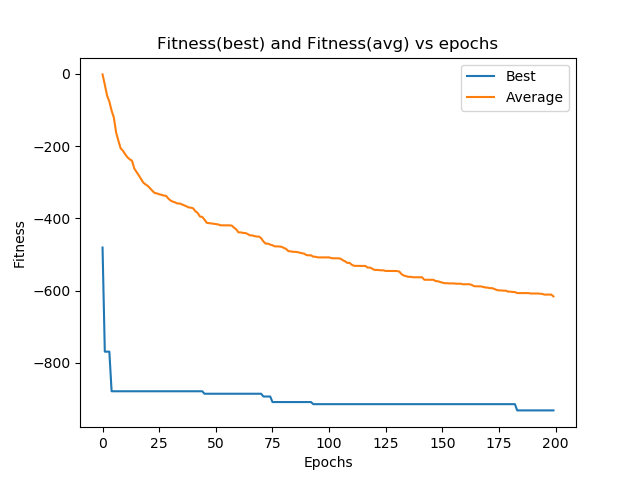 Fitness(best) and Fitness(avg) vs epochs
Best
Average
0
−200
−400
−600
−800
Fitness
0 25 50 75 100 125 150 175 200
Epochs